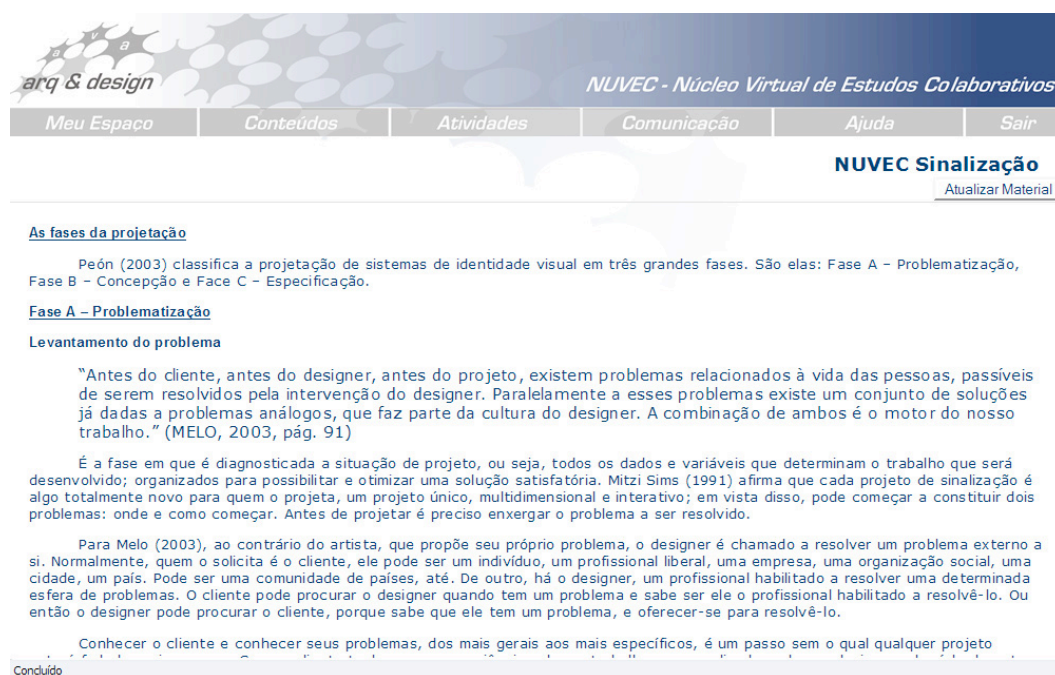 a v a
arq & design
NUVEC - Núcleo Virtual de Estudos Colaborativos
Meu Espaço Conteúdos Atividades Comunicação Ajuda Sair
NUVEC Sinalização
Atualizar Material
As fases da projetação
Peón (2003) classifica a projetação de sistemas de identidade visual em três grandes fases. São elas: Fase A – Problematização,
Fase B – Concepção e Face C – Especificação.
Fase A – Problematização
Levantamento do problema
“Antes do cliente, antes do designer, antes do projeto, existem problemas relacionados à vida das pessoas, passíveis
de serem resolvidos pela intervenção do designer. Paralelamente a esses problemas existe um conjunto de soluções
já dadas a problemas análogos, que faz parte da cultura do designer. A combinação de ambos é o motor do nosso
trabalho.” (MELO, 2003, pág. 91)
É a fase em que é diagnosticada a situação de projeto, ou seja, todos os dados e variáveis que determinam o trabalho que será
desenvolvido; organizados para possibilitar e otimizar uma solução satisfatória. Mitzi Sims (1991) afirma que cada projeto de sinalização é
algo totalmente novo para quem o projeta, um projeto único, multidimensional e interativo; em vista disso, pode começar a constituir dois
problemas: onde e como começar. Antes de projetar é preciso enxergar o problema a ser resolvido.
Para Melo (2003), ao contrário do artista, que propõe seu próprio problema, o designer é chamado a resolver um problema externo a
si. Normalmente, quem o solicita é o cliente, ele pode ser um indivíduo, um profissional liberal, uma empresa, uma organização social, uma
cidade, um país. Pode ser uma comunidade de países, até. De outro, há o designer, um profissional habilitado a resolver uma determinada
esfera de problemas. O cliente pode procurar o designer quando tem um problema e sabe ser ele o profissional habilitado a resolvê-lo. Ou
então o designer pode procurar o cliente, porque sabe que ele tem um problema, e oferecer-se para resolvê-lo.
Conhecer o cliente e conhecer seus problemas, dos mais gerais aos mais específicos, é um passo sem o qual qualquer projeto
Concluído